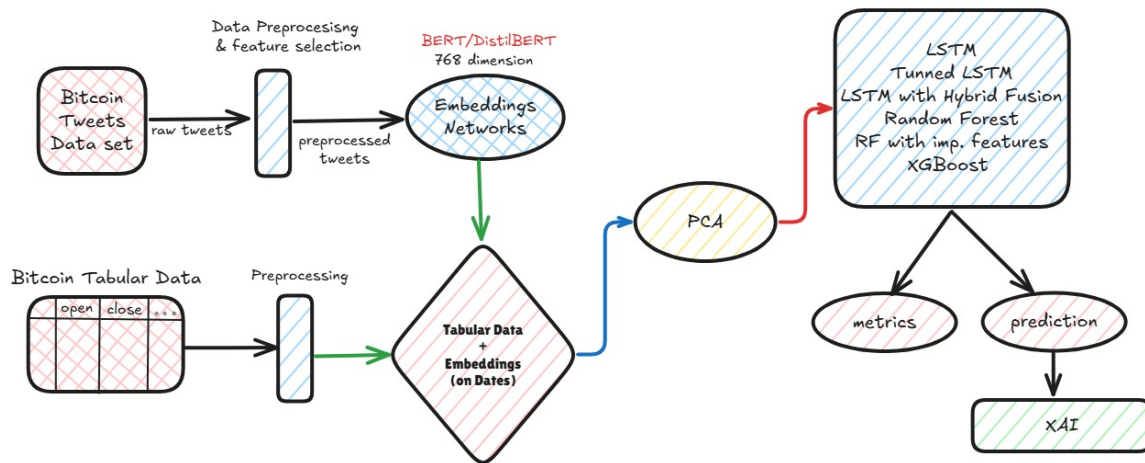 Data Preprocesisng
& feature selection
BERT/DistilBERT
768 dimension
Bitcoin
Tweets
Data set
raw tweets
preprocessed
tweets
Embeddings
Networks
LSTM
Tunned LSTM
LSTM with Hybrid Fusion
Random Forest
RF with imp. features
XGBoost
PCA
Bitcoin Tabular Data
open close ...
Preprocessing
Tabular Data
+
Embeddings
(on Dates)
metrics
prediction
XAI